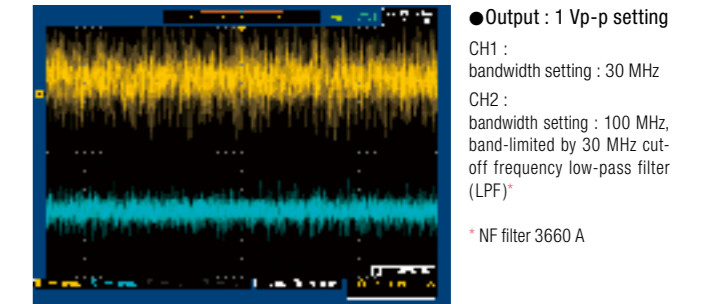 ●Output : 1 Vp-p setting
CH1 :
bandwidth setting : 30 MHz
CH2 :
bandwidth setting : 100 MHz,
band-limited by 30 MHz cut-
off frequency low-pass filter
(LPF)*
* NF filter 3660 A